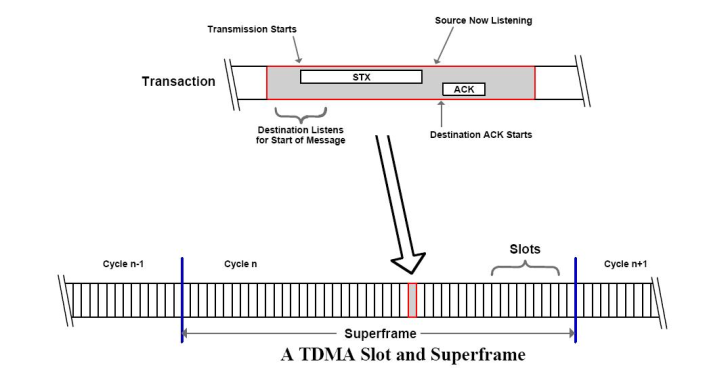 Source Now Listening
Transmission Starts
Transaction
STX
ACK
Destination Listens
for Start of Message
Destination ACK Starts
Slots
Cycle n-1
Cycle n
Cycle n+1
Superframe
A TDMA Slot and Superframe